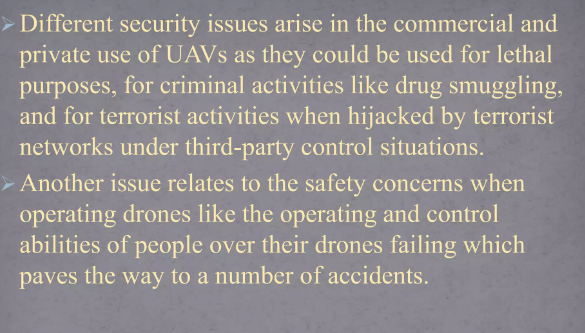 Different security issues arise in the commercial and
private use of UAVs as they could be used for lethal
purposes, for criminal activities like drug smuggling,
and for terrorist activities when hijacked by terrorist
networks under third-party control situations.
Another issue relates to the safety concerns when
operating drones like the operating and control
abilities of people over their drones failing which
paves the way to a number of accidents.